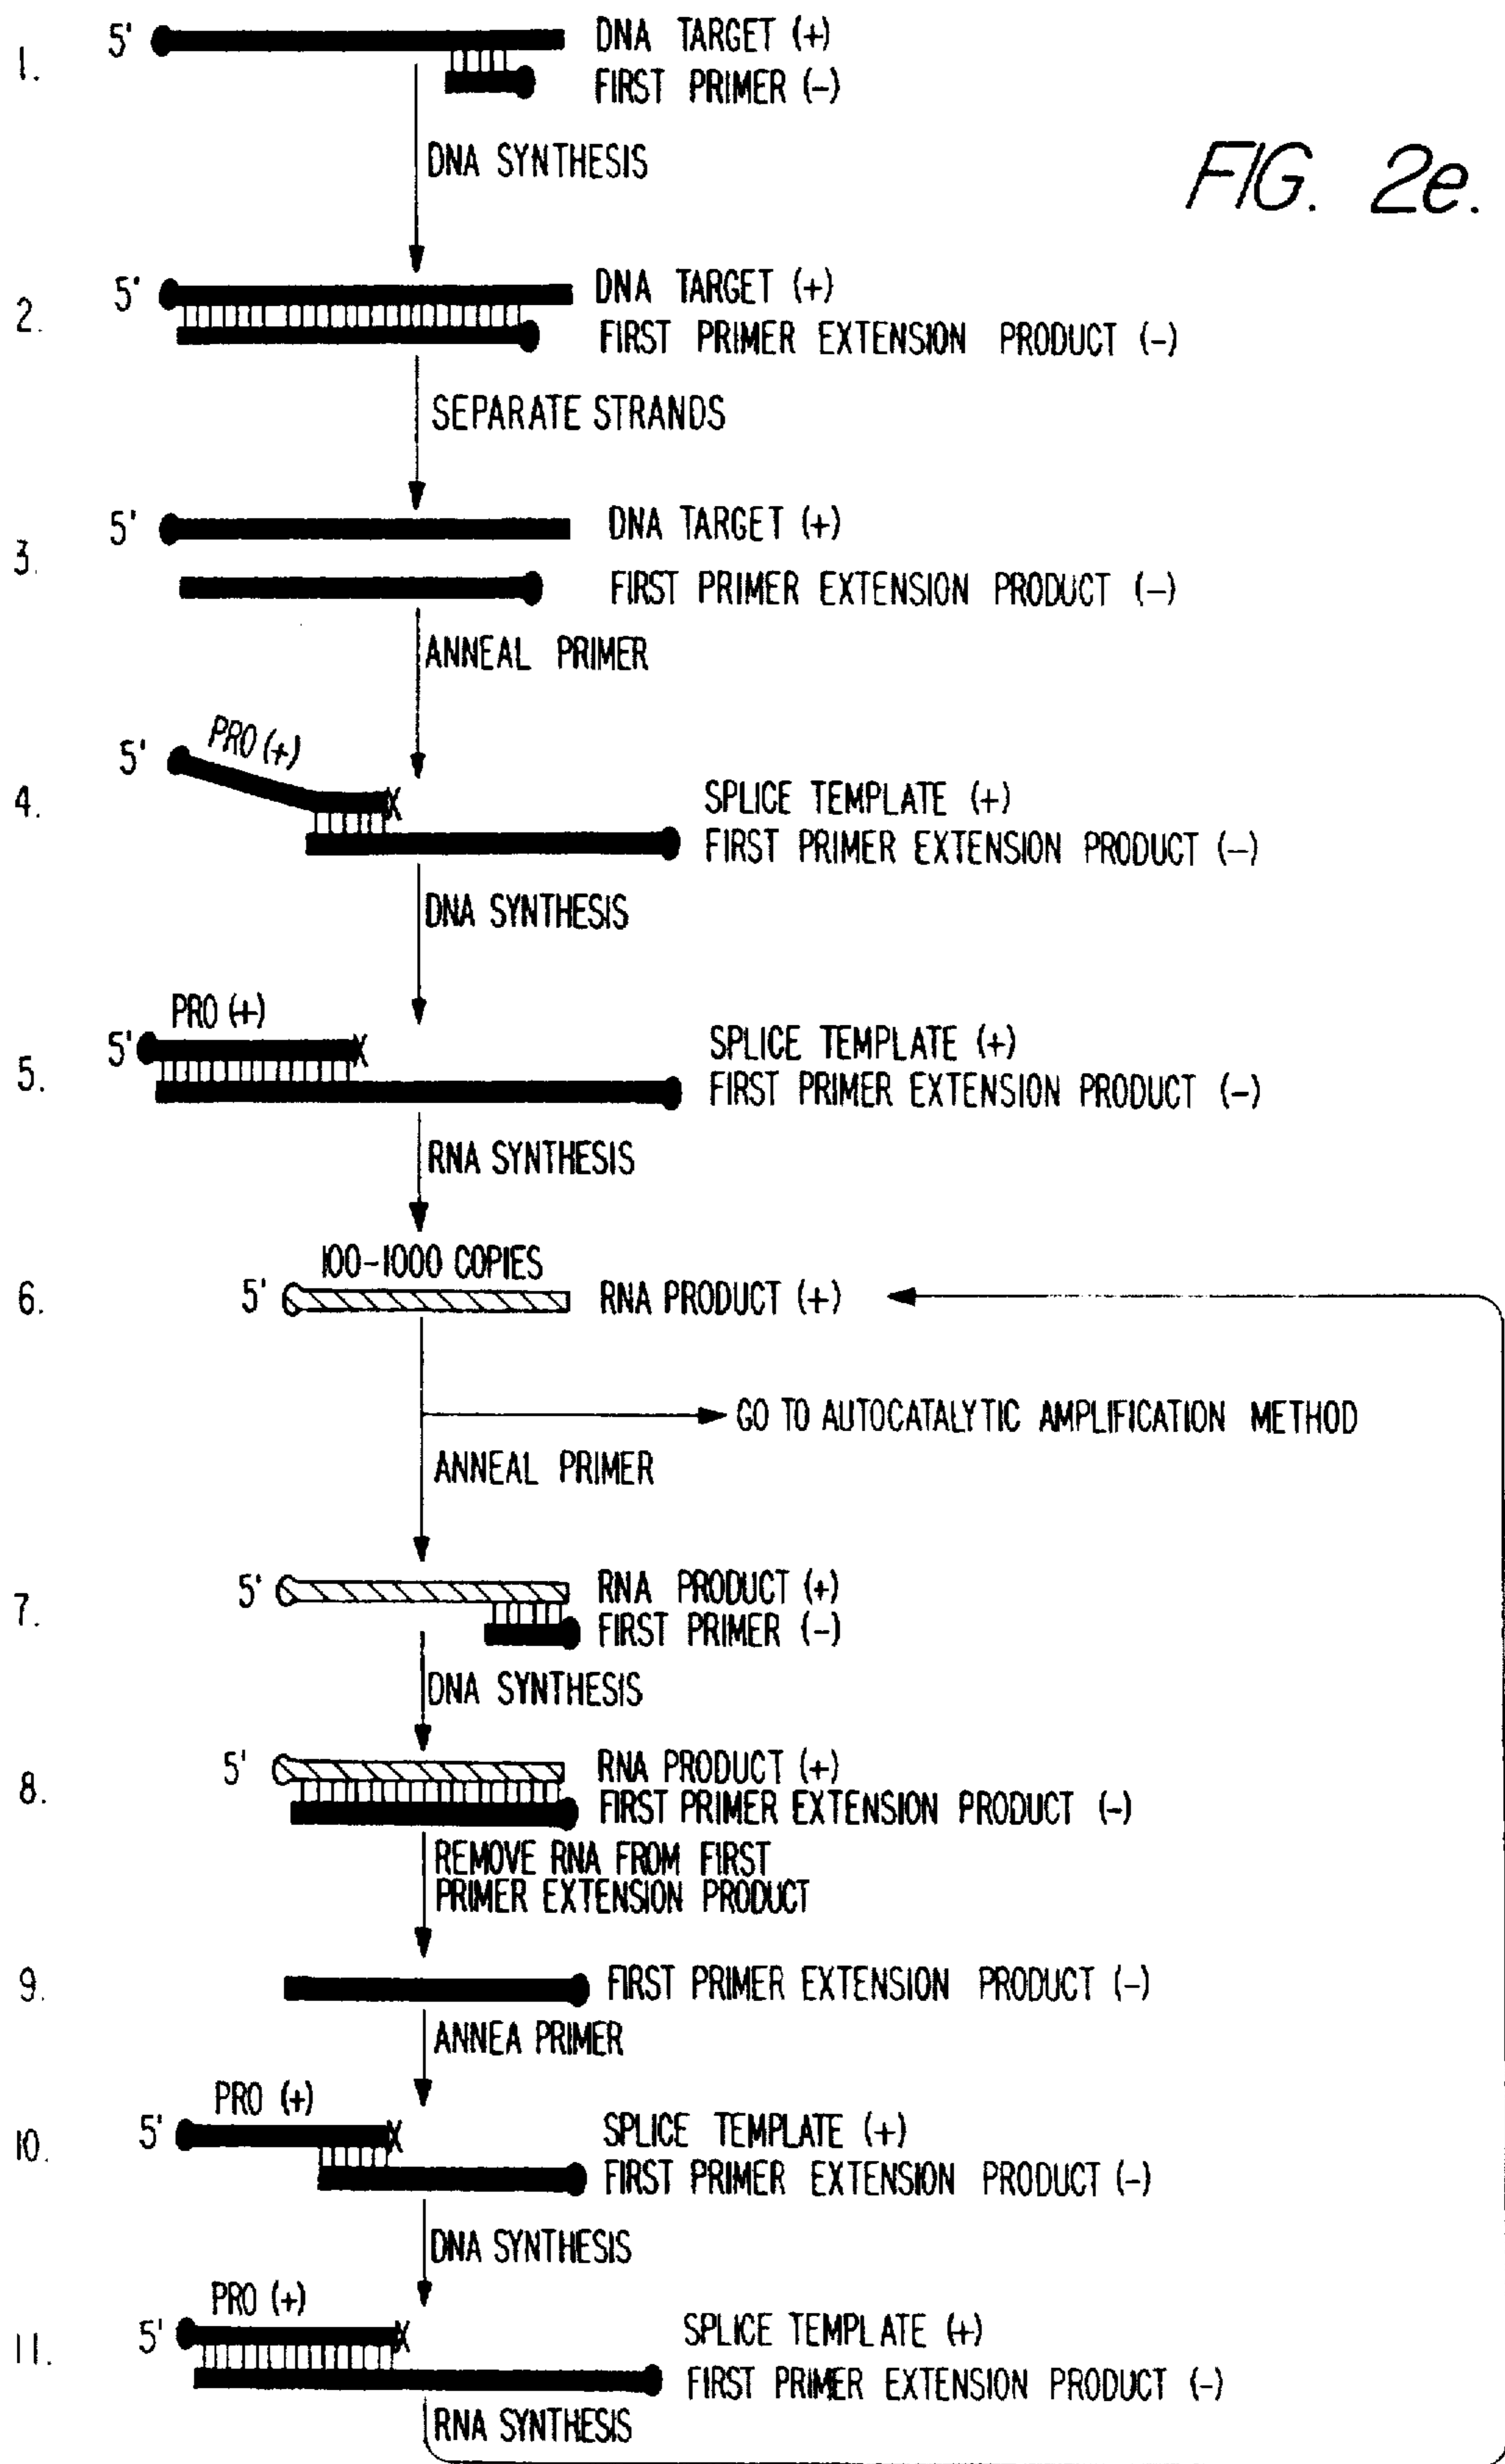 FIG. 2e.
1.
5'
DNA TARGET (+)
FIRST PRIMER (-)
DNA SYNTHESIS
2.
5'
DNA TARGET (+)
FIRST PRIMER EXTENSION PRODUCT (-)
SEPARATE STRANDS
3.
5'
DNA TARGET (+)
FIRST PRIMER EXTENSION PRODUCT (-)
ANNEAL PRIMER
4.
5'
PRO (+)
X
SPLICE TEMPLATE (+)
FIRST PRIMER EXTENSION PRODUCT (-)
DNA SYNTHESIS
5.
PRO (+)
5'
X
SPLICE TEMPLATE (+)
FIRST PRIMER EXTENSION PRODUCT (-)
RNA SYNTHESIS
100-1000 COPIES
6.
5'
RNA PRODUCT (+)
GO TO AUTOCATALYTIC AMPLIFICATION METHOD
ANNEAL PRIMER
7.
5'
RNA PRODUCT (+)
FIRST PRIMER (-)
DNA SYNTHESIS
8.
5'
RNA PRODUCT (+)
FIRST PRIMER EXTENSION PRODUCT (-)
REMOVE RNA FROM FIRST
PRIMER EXTENSION PRODUCT
9.
FIRST PRIMER EXTENSION PRODUCT (-)
ANNEA PRIMER
10.
PRO (+)
5'
X
SPLICE TEMPLATE (+)
FIRST PRIMER EXTENSION PRODUCT (-)
DNA SYNTHESIS
11.
PRO (+)
5'
X
SPLICE TEMPLATE (+)
FIRST PRIMER EXTENSION PRODUCT (-)
RNA SYNTHESIS